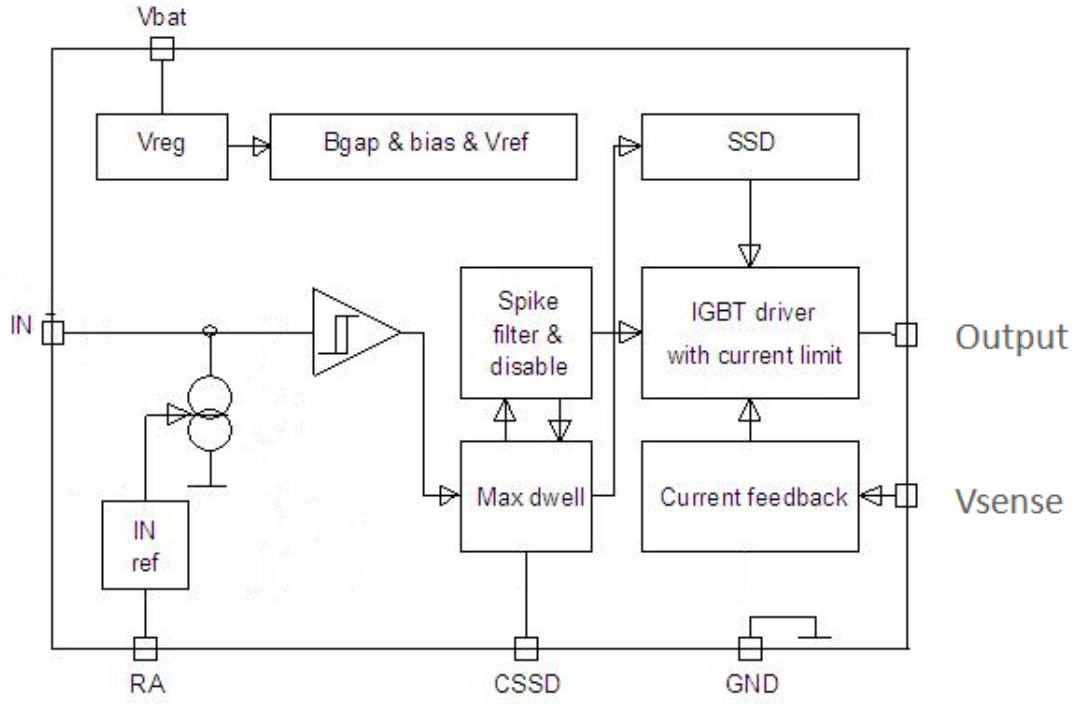 Vbat
Vreg
Bgap & bias & Vref
SSD
IN
Spike
filter &
disable
IGBT driver
with current limit
Output
Max dwell
Current feedback
Vsense
IN
ref
RA
CSSD
GND